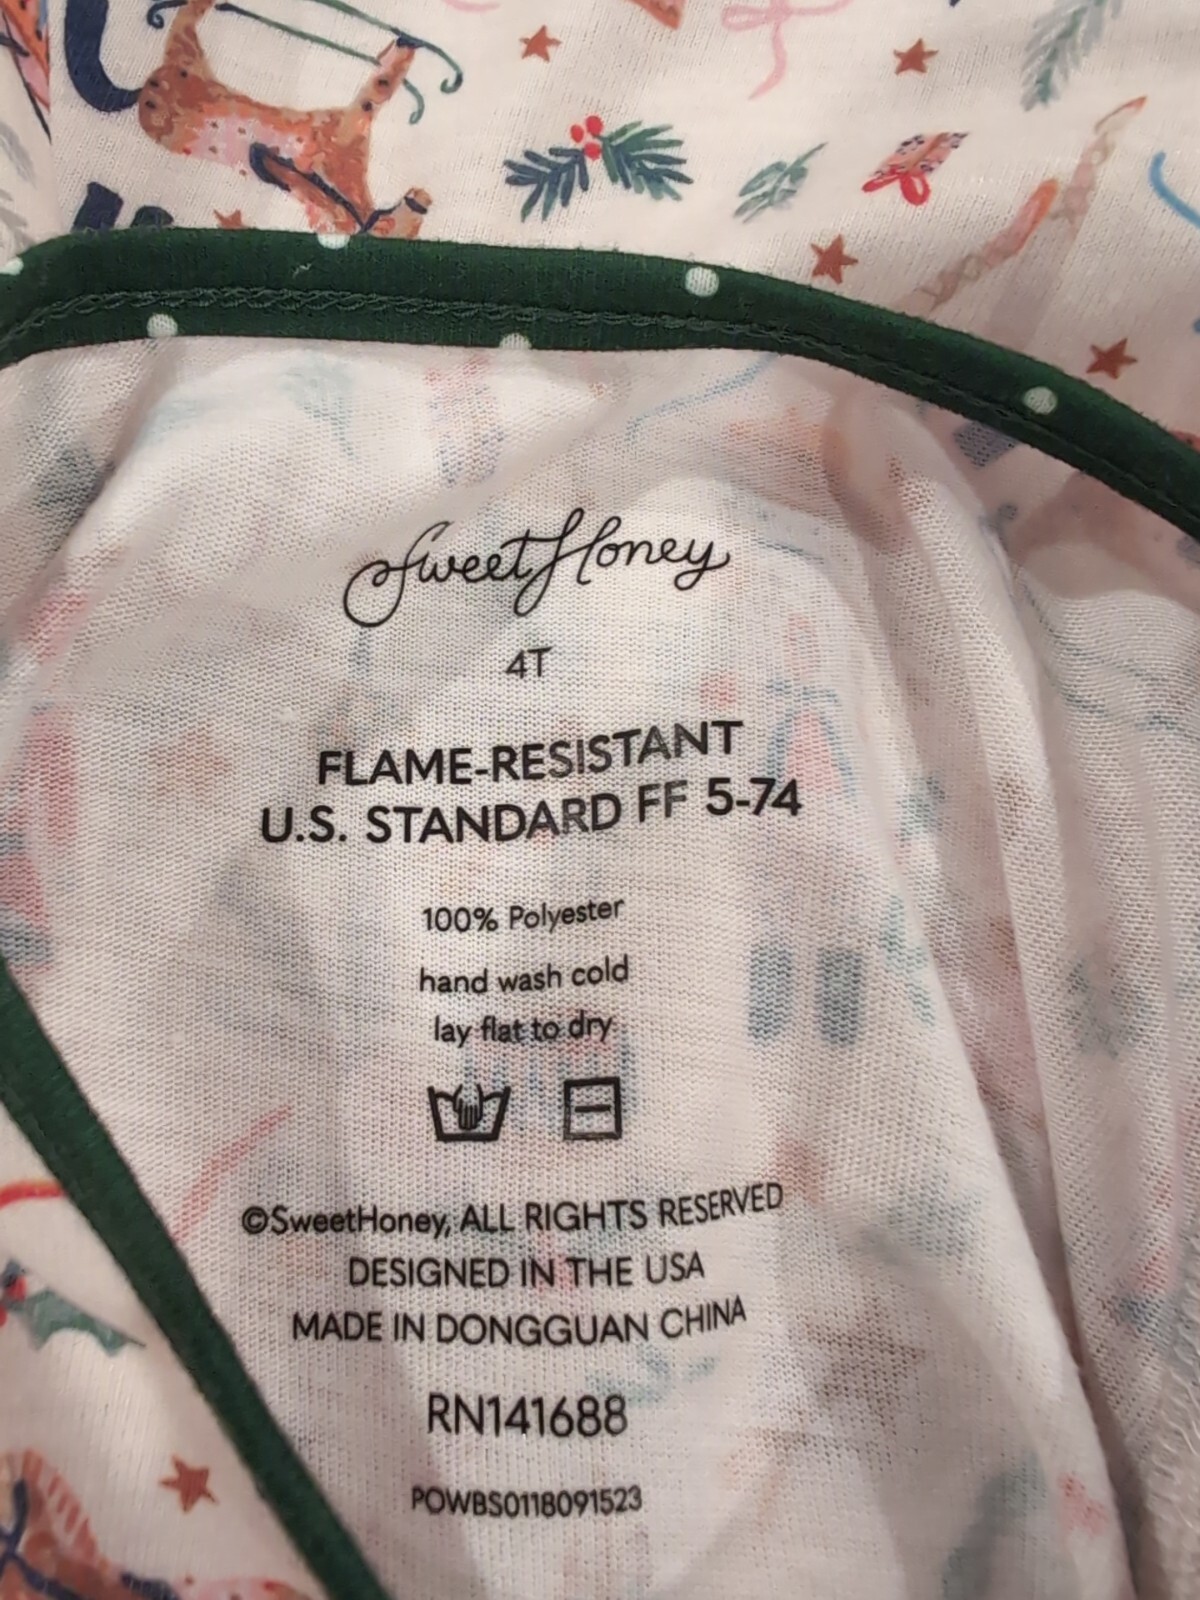 SweetHoney
4T
FLAME-RESISTANT
U.S. STANDARD FF 5-74
100% Polyester
hand wash cold
lay flat to dry
©SweetHoney, ALL RIGHTS RESERVED
DESIGNED IN THE USA
MADE IN DONGGUAN CHINA
RN141688
POWBS0118091523